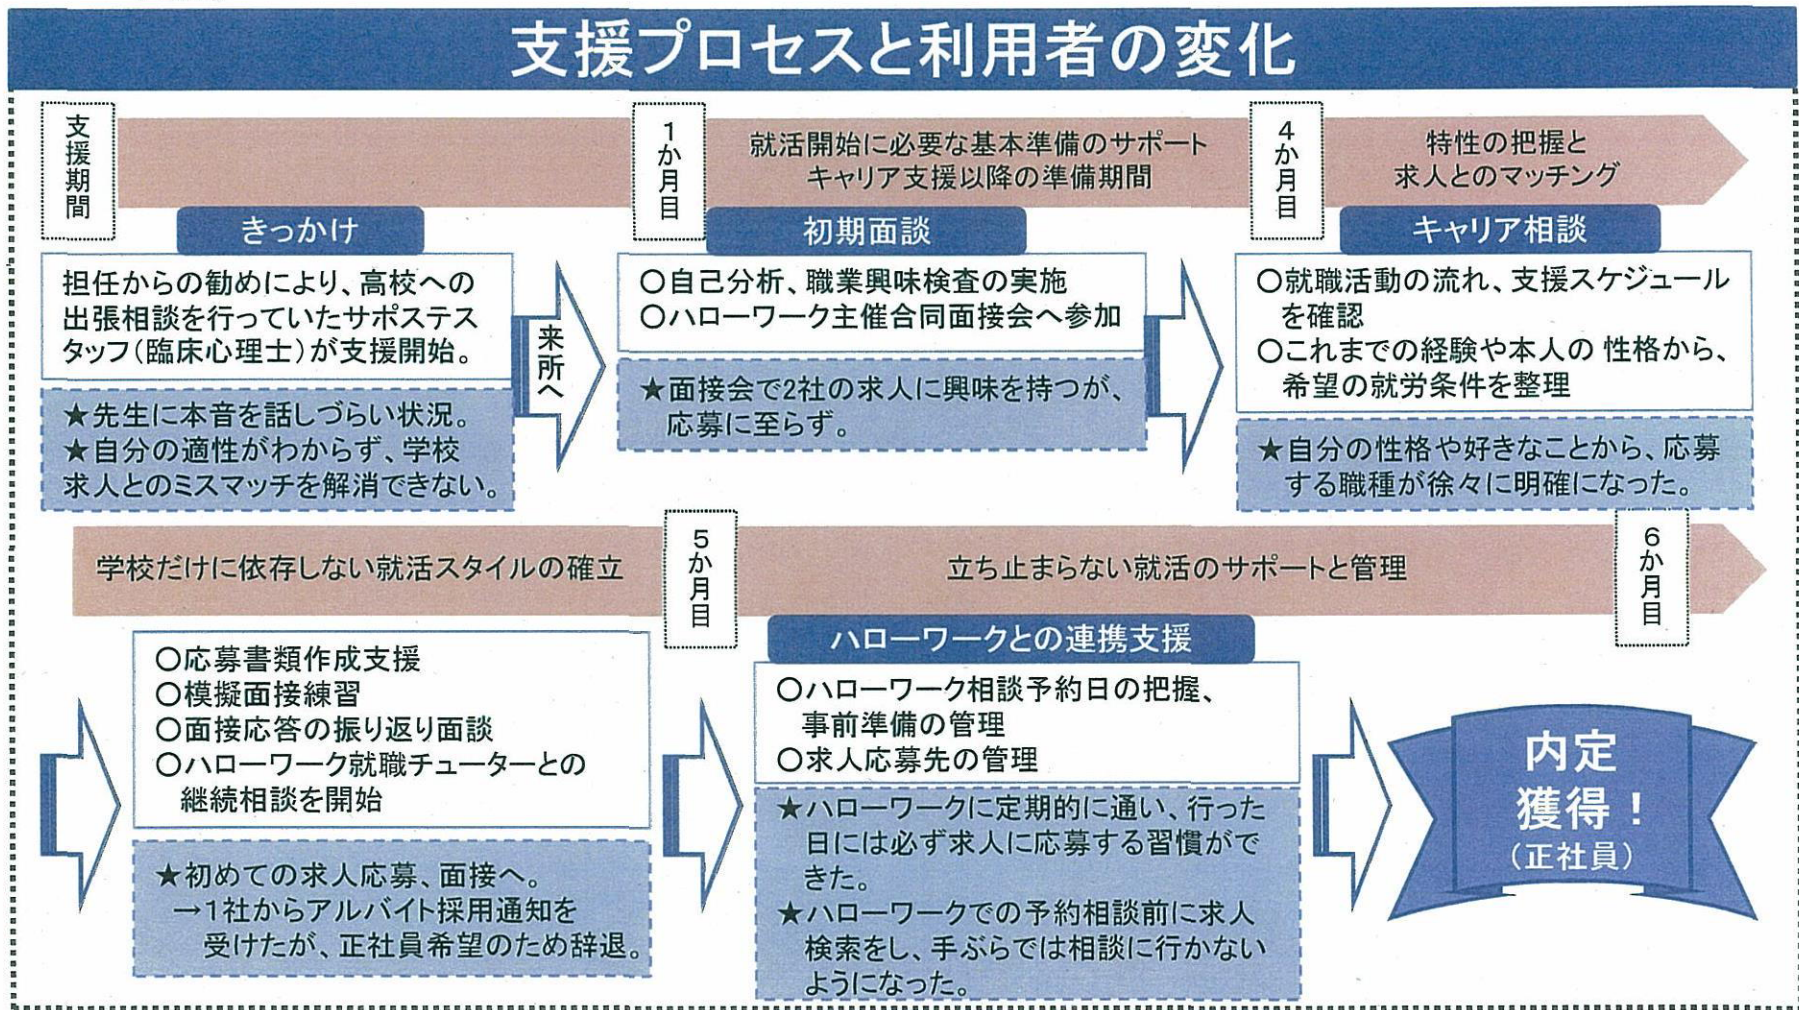 支援プロセスと利用者の変化
支援期間
1か月目
就活開始に必要な基本準備のサポート
キャリア支援以降の準備期間
4か月目
特性の把握と
求人とのマッチング
きっかけ
担任からの勧めにより、高校への
出張相談を行っていたサポステス
タッフ(臨床心理士)が支援開始。
★先生に本音を話しづらい状況。
★自分の適性がわからず、学校
求人とのミスマッチを解消できない。
来所へ
初期面談
○自己分析、職業興味検査の実施
○ハローワーク主催合同面接会へ参加
★面接会で2社の求人に興味を持つが、
応募に至らず。
キャリア相談
○就職活動の流れ、支援スケジュール
を確認
○これまでの経験や本人の 性格から、
希望の就労条件を整理
★自分の性格や好きなことから、応募
する職種が徐々に明確になった。
学校だけに依存しない就活スタイルの確立
5か月目
立ち止まらない就活のサポートと管理
6か月目
○応募書類作成支援
○模擬面接練習
○面接応答の振り返り面談
○ハローワーク就職チューターとの
継続相談を開始
★初めての求人応募、面接へ。
→1社からアルバイト採用通知を
受けたが、正社員希望のため辞退。
ハローワークとの連携支援
○ハローワーク相談予約日の把握、
事前準備の管理
○求人応募先の管理
★ハローワークに定期的に通い、行った
日には必ず求人に応募する習慣がで
きた。
★ハローワークでの予約相談前に求人
検索をし、手ぶらでは相談に行かない
ようになった。
内定
獲得！
(正社員)